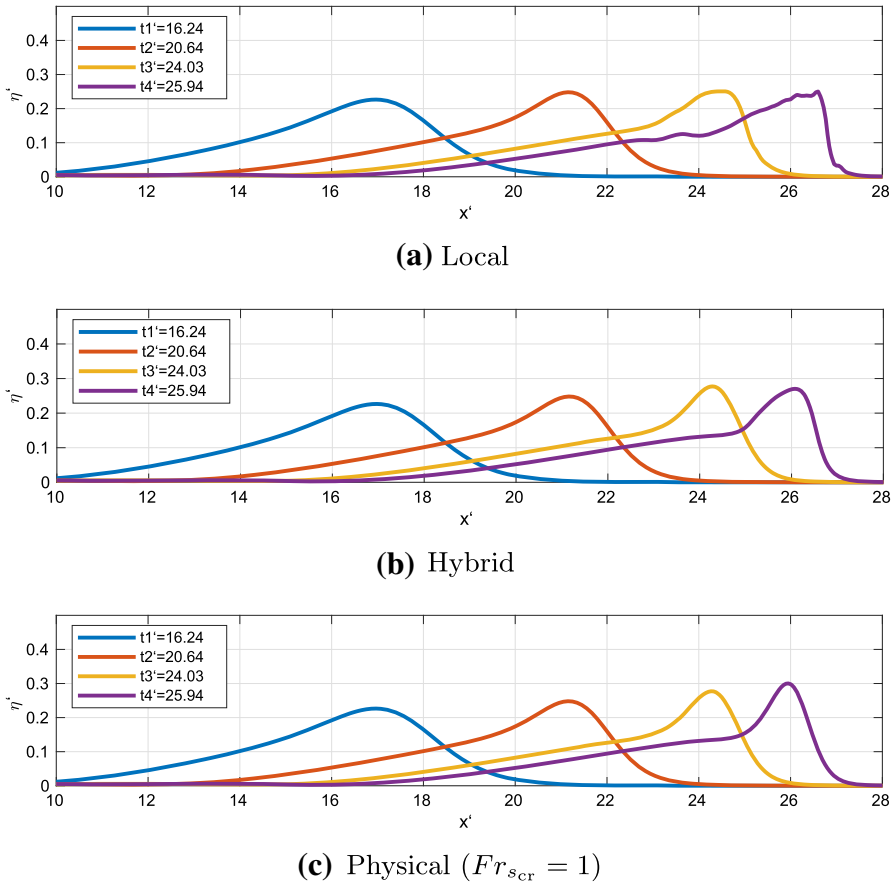 0.5
0.4
0.3
0.2
0.1
0
η‘
t1‘=16.24
t2‘=20.64
t3‘=24.03
t4‘=25.94
10 12 14 16 18 20 22 24 26 28
x‘
(a) Local
0.4
0.3
0.2
0.1
0
η‘
t1‘=16.24
t2‘=20.64
t3‘=24.03
t4‘=25.94
10 12 14 16 18 20 22 24 26 28
x‘
(b) Hybrid
0.4
0.3
0.2
0.1
0
η‘
t1‘=16.24
t2‘=20.64
t3‘=24.03
t4‘=25.94
10 12 14 16 18 20 22 24 26 28
x‘
(c) Physical (Fr_{s_{cr}} = 1)